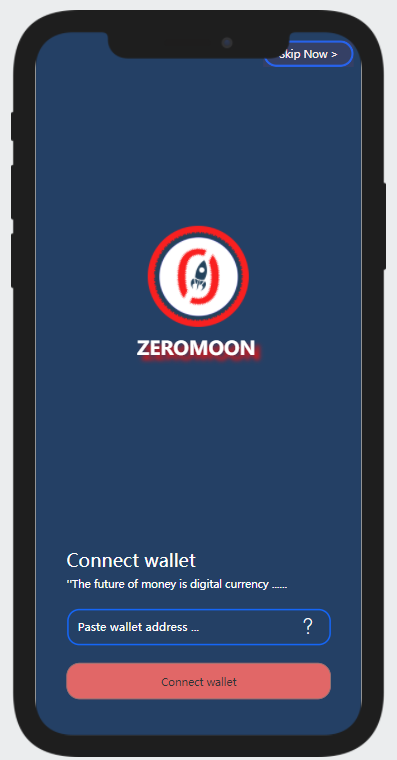 Skip Now >
ZEROMOON
Connect wallet
"The future of money is digital currency ......
Paste wallet address ...
?
Connect wallet